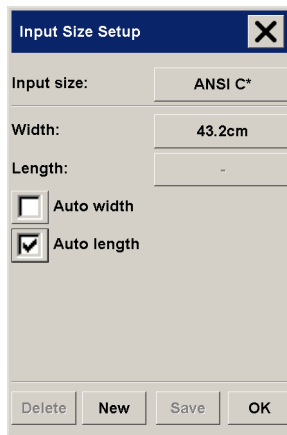 Input Size Setup
Input size: ANSI C*
Width: 43.2cm
Length: -
Auto width
Auto length
Delete New Save OK